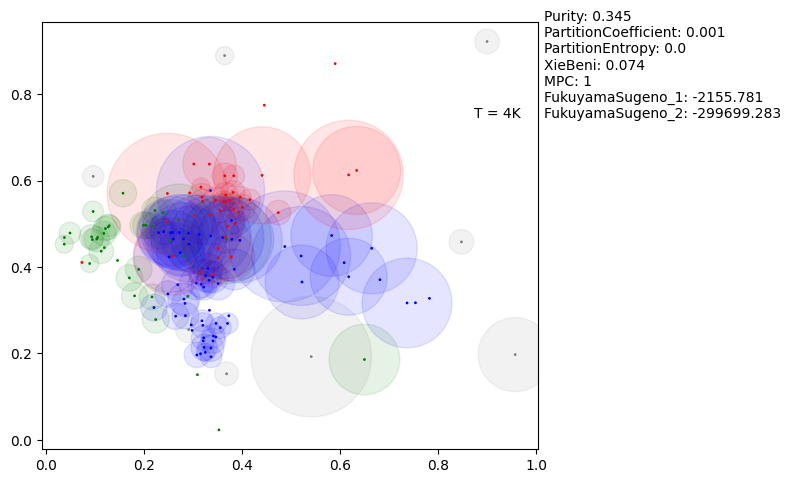 Purity: 0.345
PartitionCoefficient: 0.001
PartitionEntropy: 0.0
XieBeni: 0.074
MPC: 1
FukuyamaSugeno_1: -2155.781
FukuyamaSugeno_2: -299699.283
T = 4K
0.8
0.6
0.4
0.2
0.0
0.0 0.2 0.4 0.6 0.8 1.0